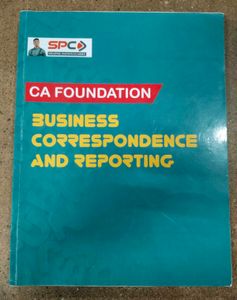 SPC
CA FOUNDATION
BUSINESS
CORRESPONDENCE
AND REPORTING